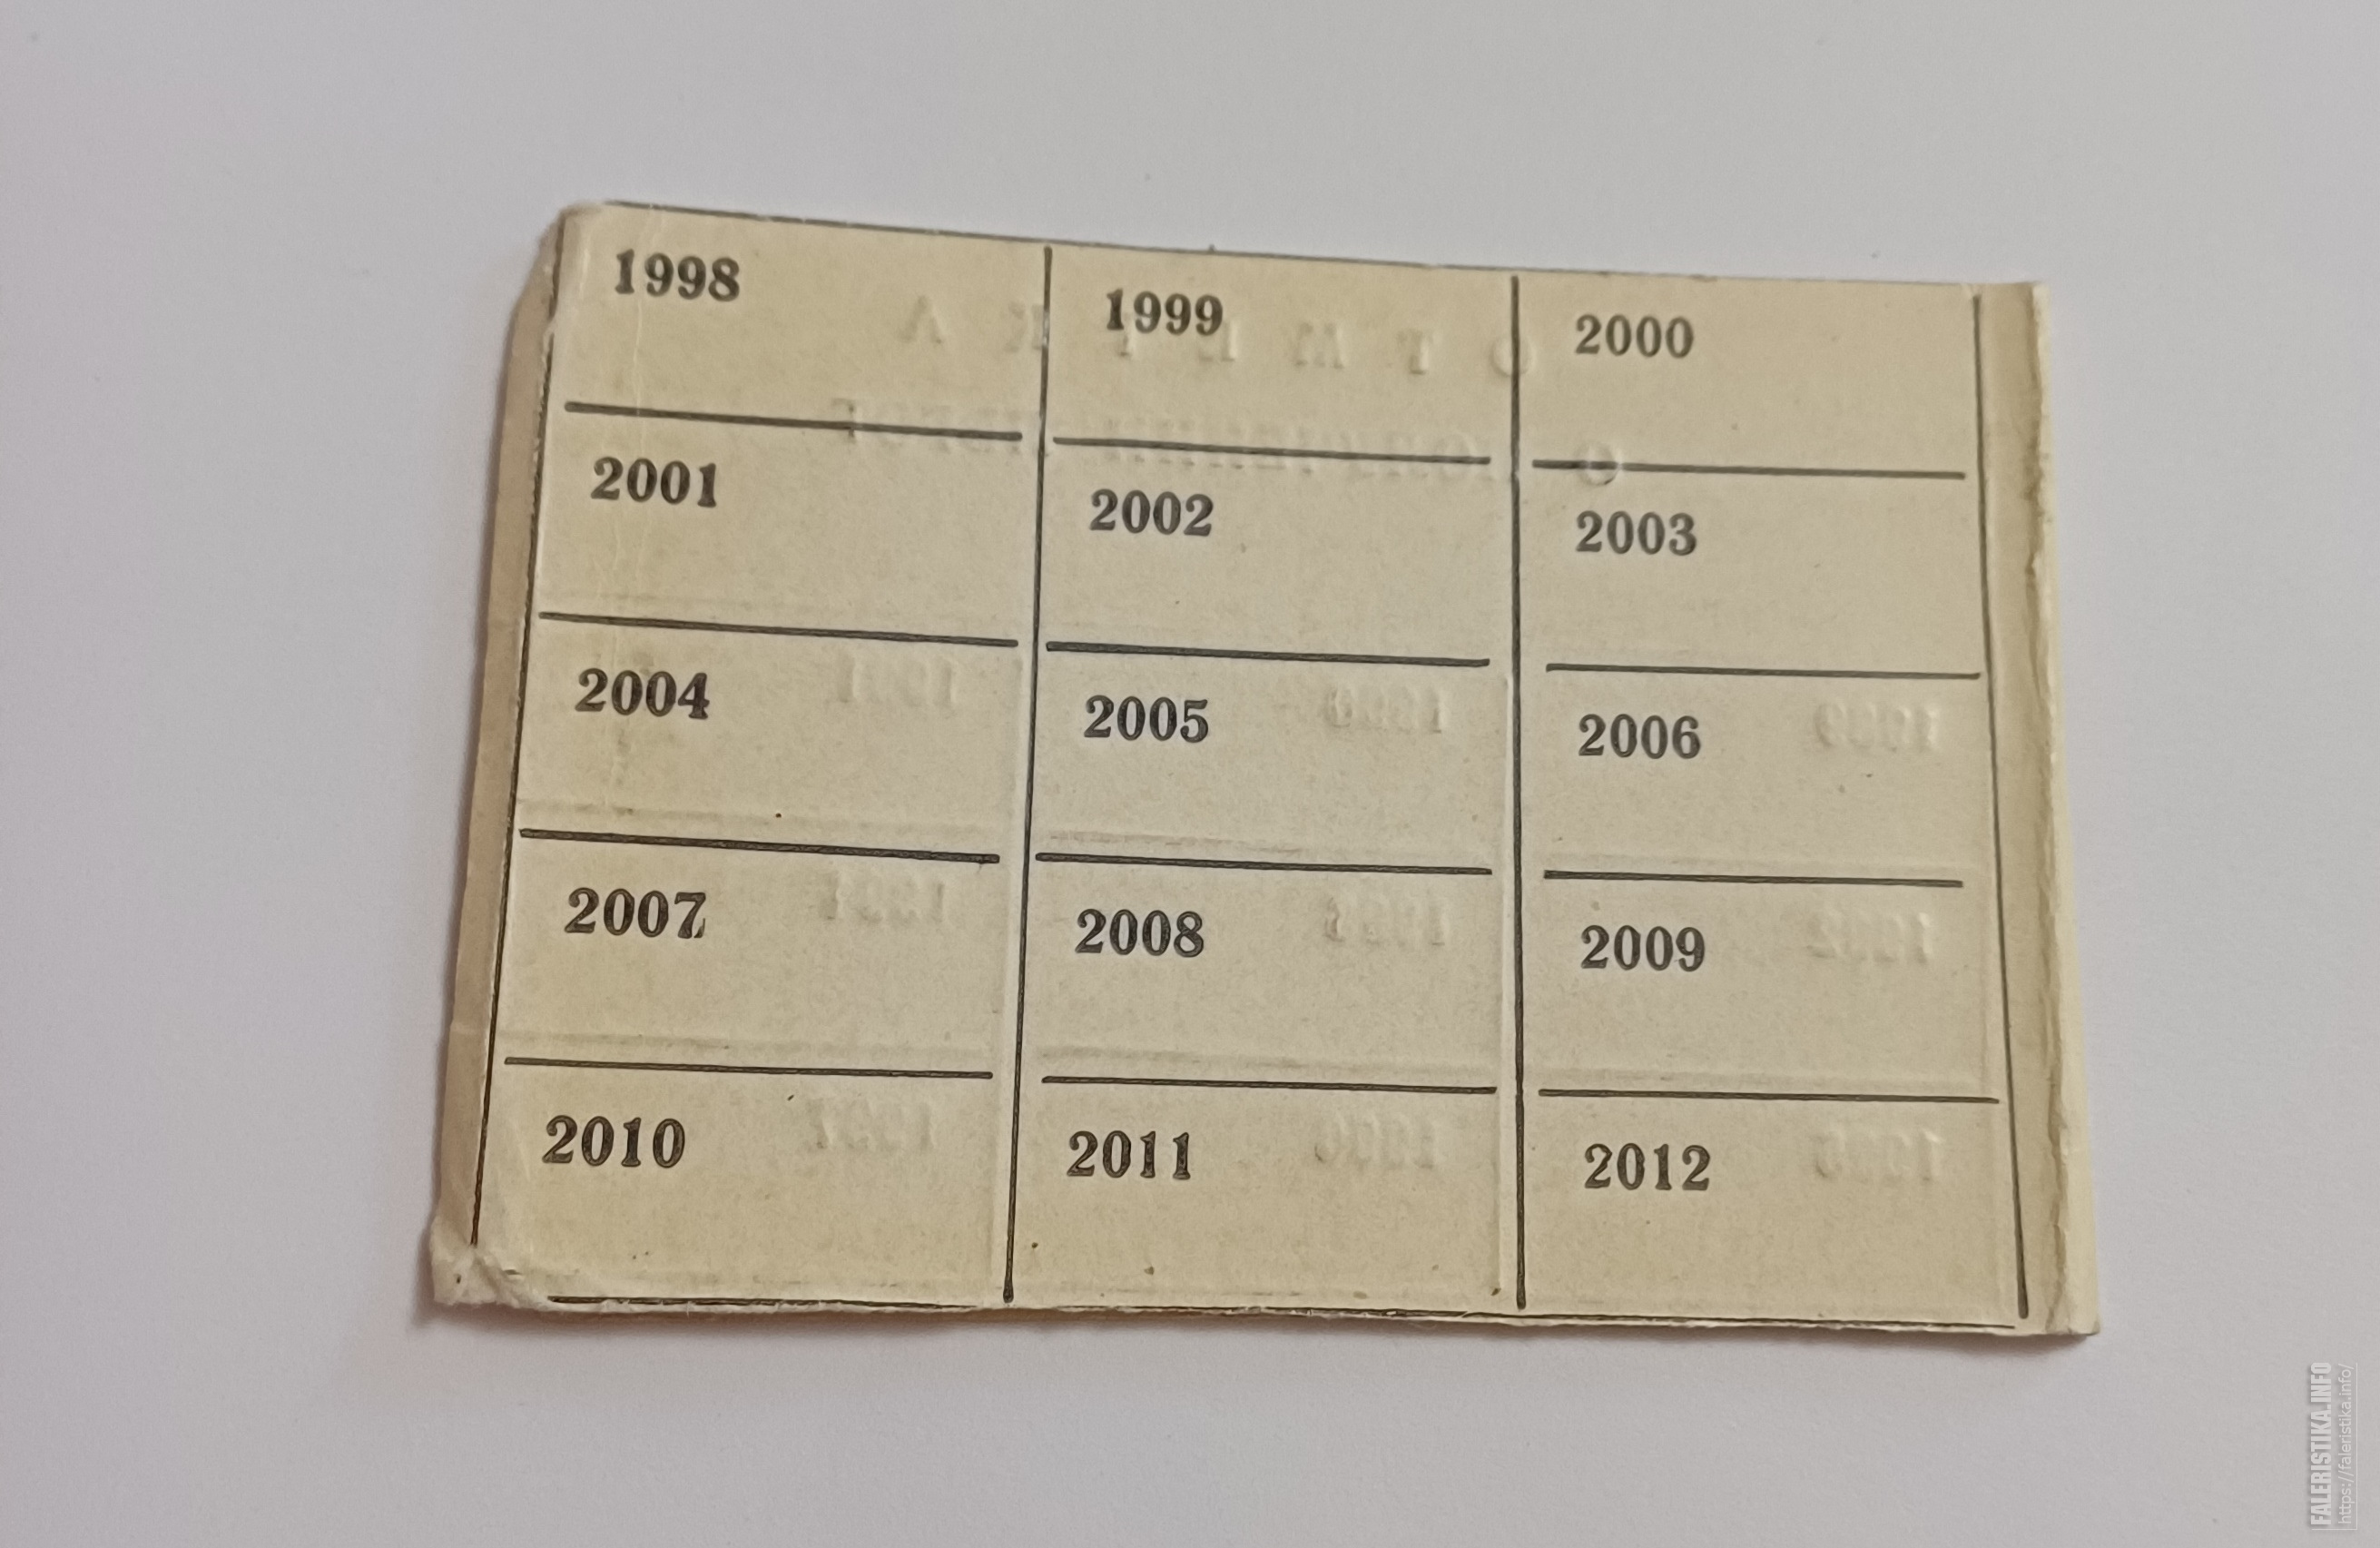 1998 1999 2000
2001 2002 2003
2004 2005 2006
2007 2008 2009
2010 2011 2012
FALERISTIKA.INFO
https://faleristika.info/